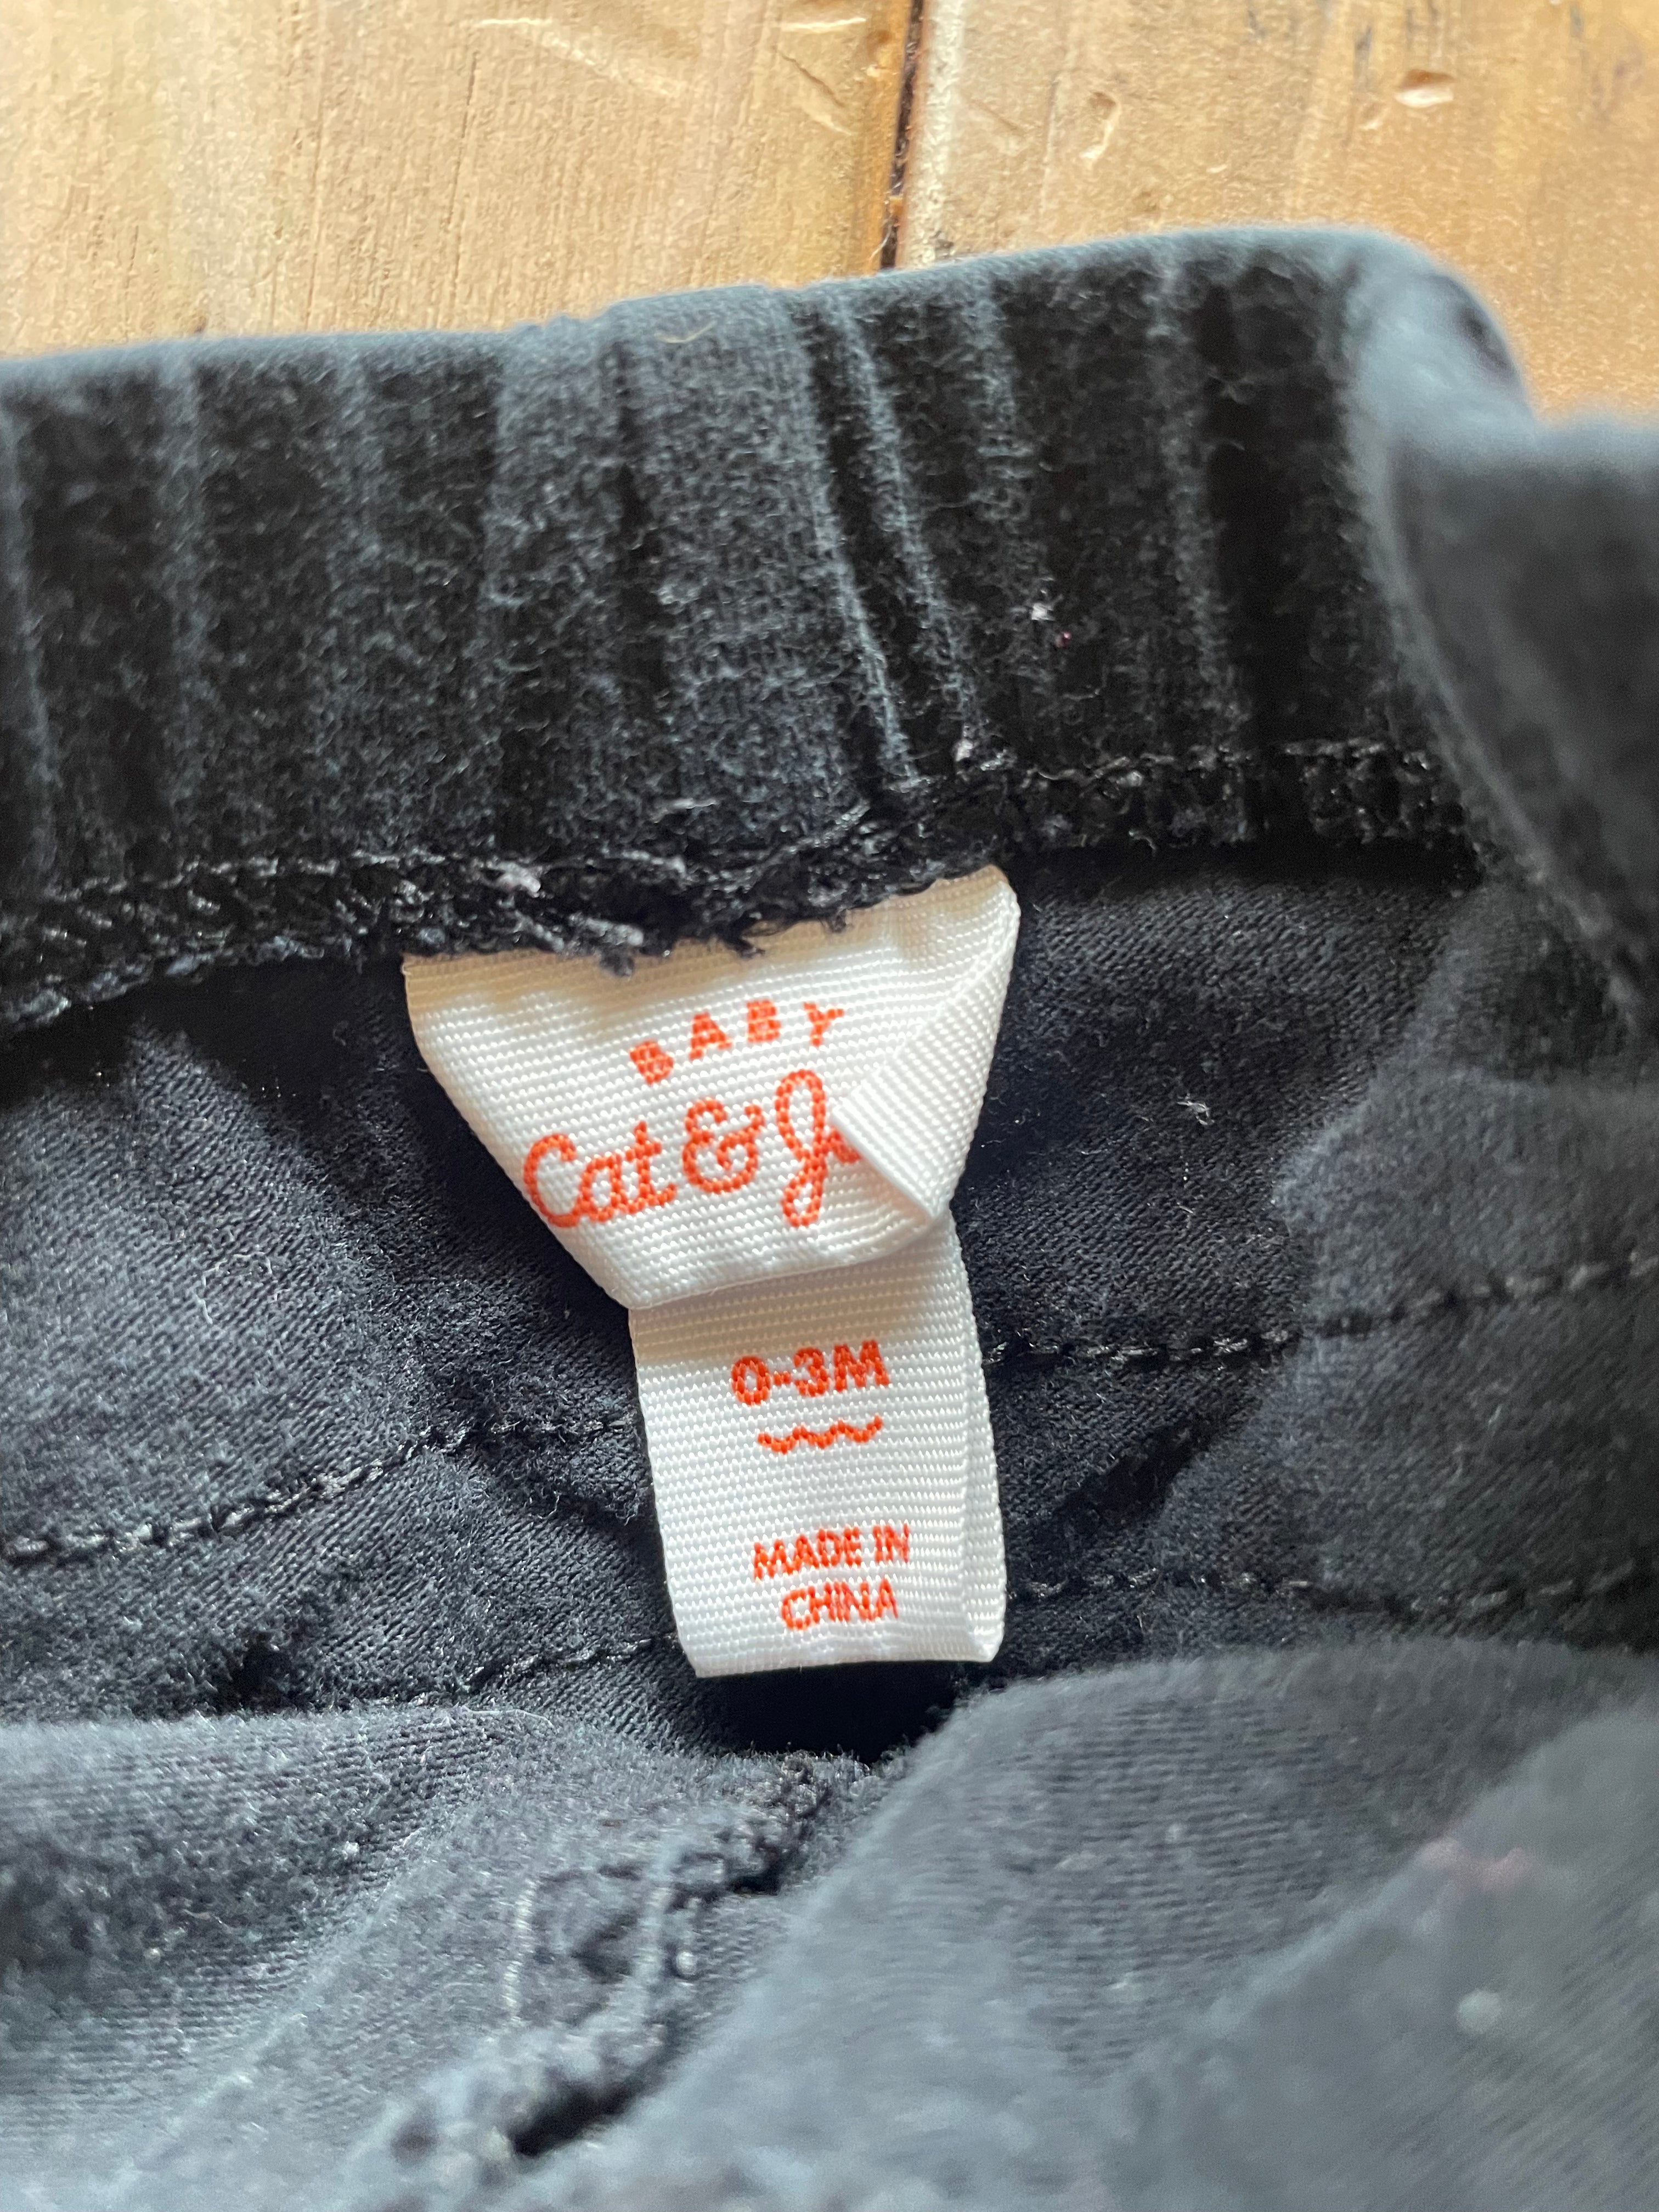 BABY
Cat & J
0-3M
MADE IN
CHINA